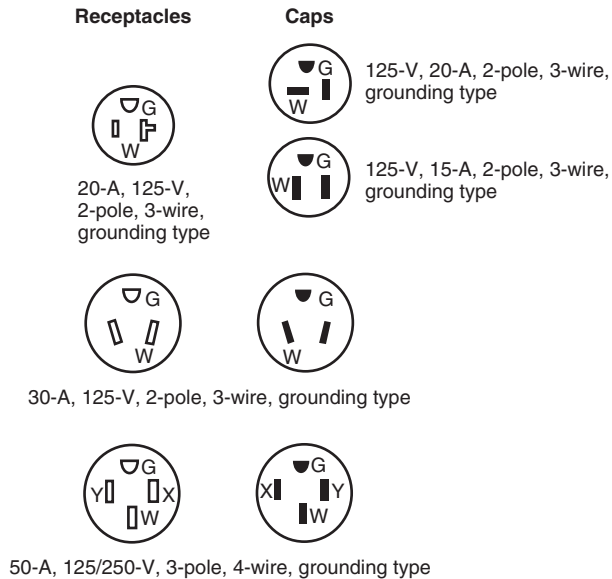 Receptacles
Caps
G
W
20-A, 125-V,
2-pole, 3-wire,
grounding type
G
W
125-V, 20-A, 2-pole, 3-wire,
grounding type
G
W
125-V, 15-A, 2-pole, 3-wire,
grounding type
G
W
G
W
30-A, 125-V, 2-pole, 3-wire, grounding type
G
Y X
W
G
X Y
W
50-A, 125/250-V, 3-pole, 4-wire, grounding type